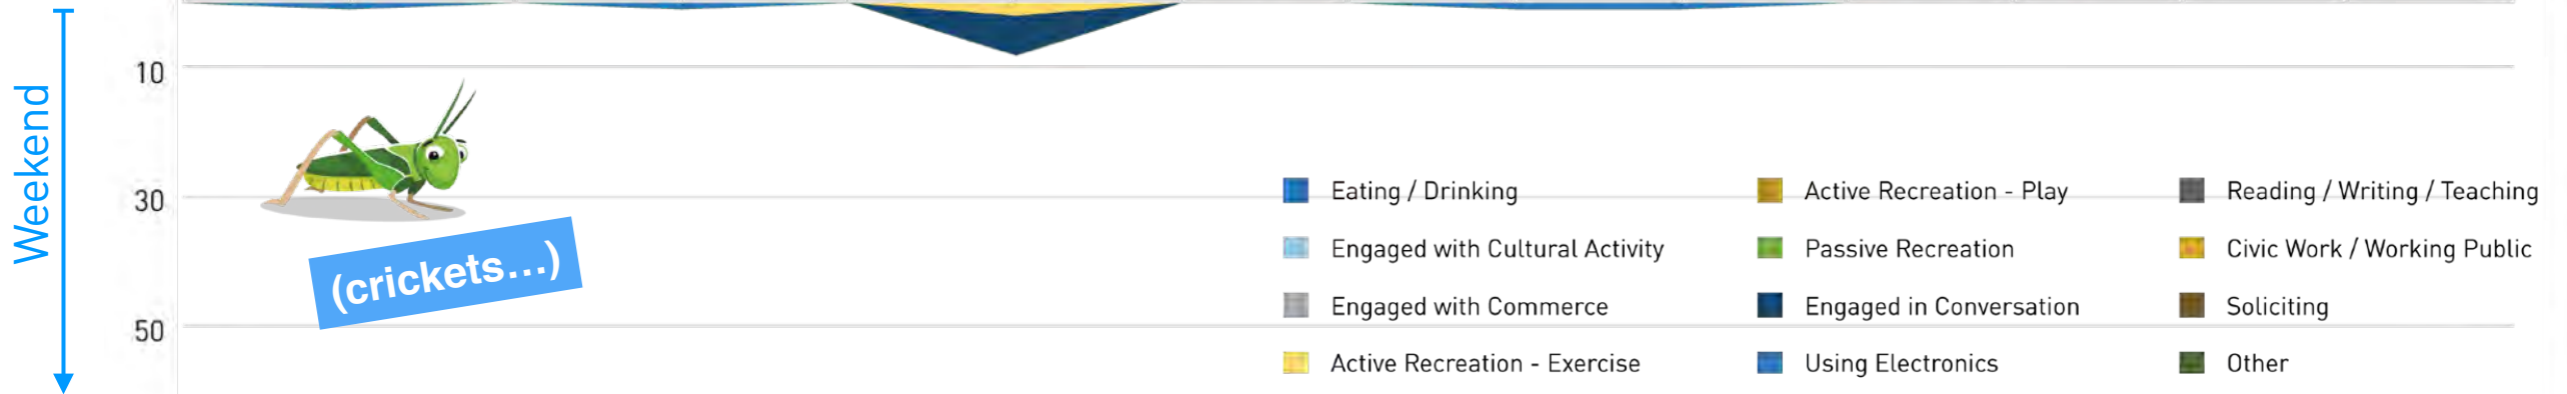 Weekend
10
30
50
(crickets...)
Eating / Drinking
Engaged with Cultural Activity
Engaged with Commerce
Active Recreation - Exercise
Active Recreation - Play
Passive Recreation
Engaged in Conversation
Using Electronics
Reading / Writing / Teaching
Civic Work / Working Public
Soliciting
Other